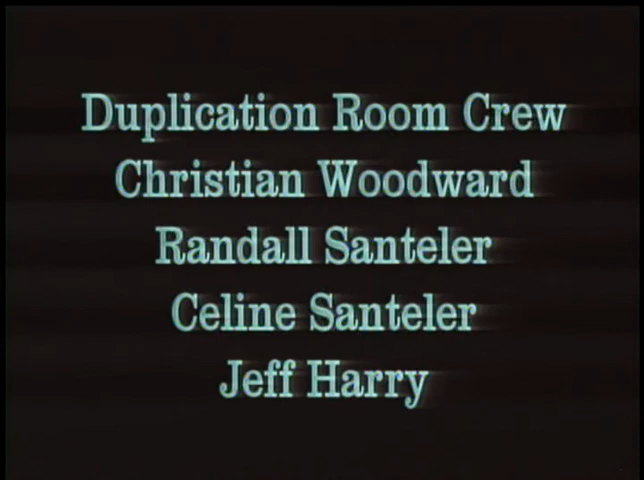 Duplication Room Crew
Christian Woodward
Randall Santeler
Celine Santeler
Jeff Harry